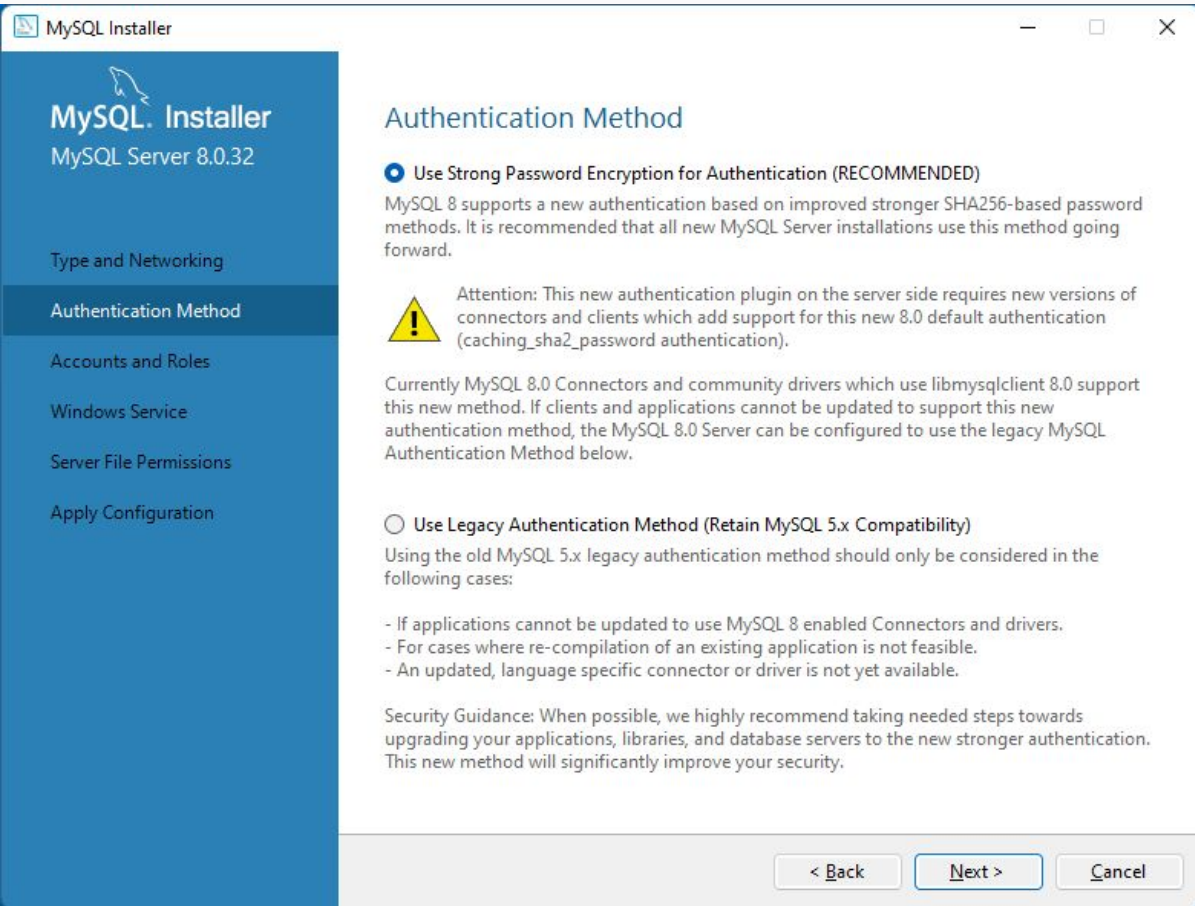 MySQL Installer
MySQL. Installer
MySQL Server 8.0.32
Type and Networking
Authentication Method
Accounts and Roles
Windows Service
Server File Permissions
Apply Configuration
Authentication Method
Use Strong Password Encryption for Authentication (RECOMMENDED)
MySQL 8 supports a new authentication based on improved stronger SHA256-based password
methods. It is recommended that all new MySQL Server installations use this method going
forward.
Attention: This new authentication plugin on the server side requires new versions of
connectors and clients which add support for this new 8.0 default authentication
(caching_sha2_password authentication).
Currently MySQL 8.0 Connectors and community drivers which use libmysqlclient 8.0 support
this new method. If clients and applications cannot be updated to support this new
authentication method, the MySQL 8.0 Server can be configured to use the legacy MySQL
Authentication Method below.
Use Legacy Authentication Method (Retain MySQL 5.x Compatibility)
Using the old MySQL 5.x legacy authentication method should only be considered in the
following cases:
- If applications cannot be updated to use MySQL 8 enabled Connectors and drivers.
- For cases where re-compilation of an existing application is not feasible.
- An updated, language specific connector or driver is not yet available.
Security Guidance: When possible, we highly recommend taking needed steps towards
upgrading your applications, libraries, and database servers to the new stronger authentication.
This new method will significantly improve your security.
< Back
Next >
Cancel